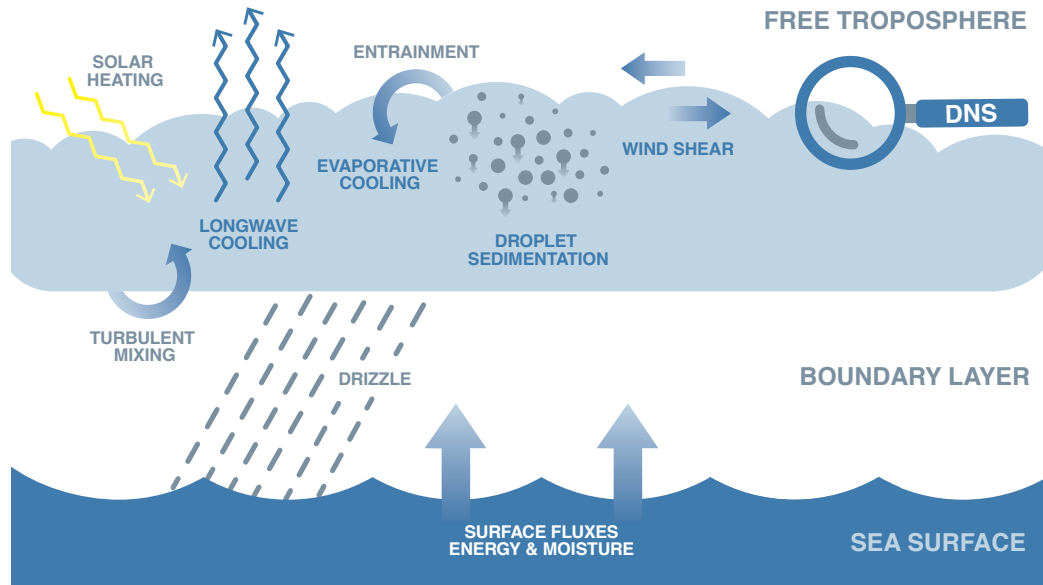 FREE TROPOSPHERE
SOLAR
HEATING
ENTRAINMENT
DNS
WIND SHEAR
EVAPORATIVE
COOLING
LONGWAVE
COOLING
DROPLET
SEDIMENTATION
TURBULENT
MIXING
DRIZZLE
BOUNDARY LAYER
SURFACE FLUXES
ENERGY & MOISTURE
SEA SURFACE